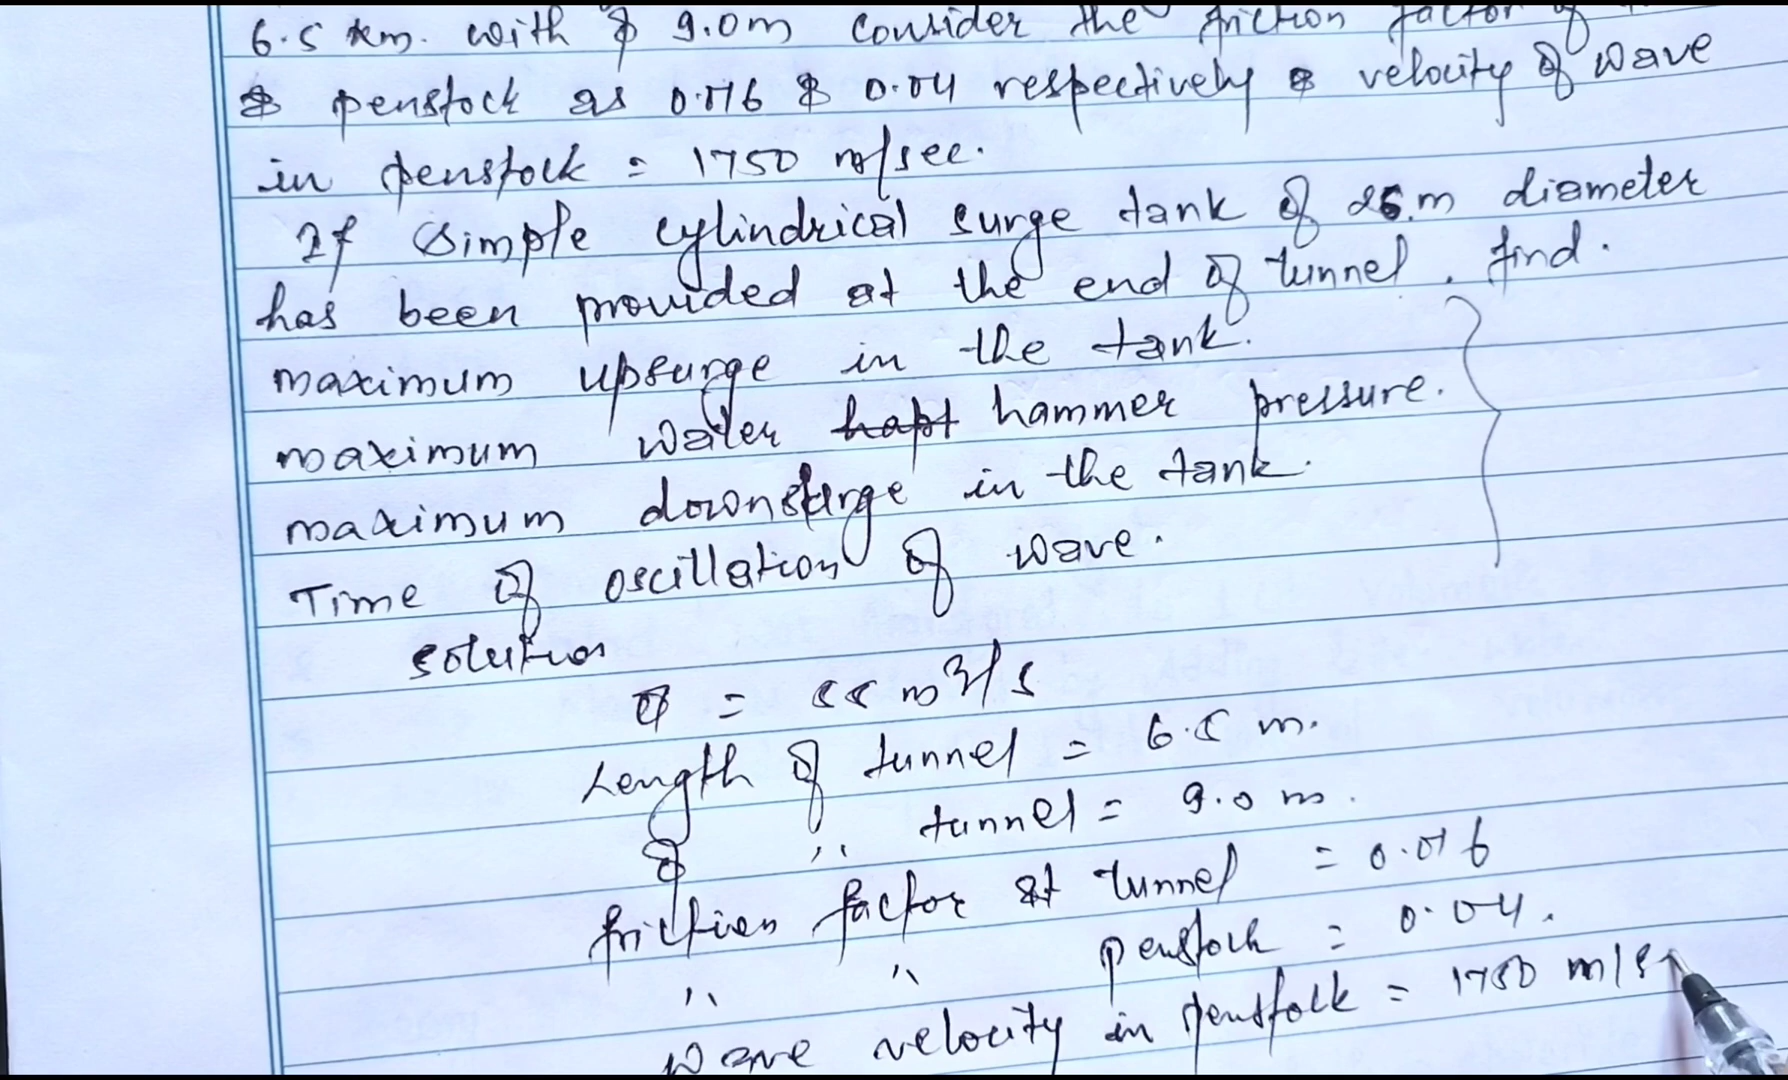 6.5 km. with ϕ 9.0m consider the friction factor of
& penstock as 0.016 & 0.04 respectively & velocity of wave
in penstock = 1750 m/sec.
If simple cylindrical surge tank of 25.m diameter
has been provided at the end of tunnel. find.
maximum upsurge in the tank.
maximum water hammer pressure.
maximum downsurge in the tank.
Time of oscillation of wave.
solution
Q = 55 m3/s
Length of tunnel = 6.5 m.
ϕ ,, tunnel = 9.0 m.
friction factor at tunnel = 0.016
,, ,, penstock = 0.04.
wave velocity in penstock = 1750 m/s